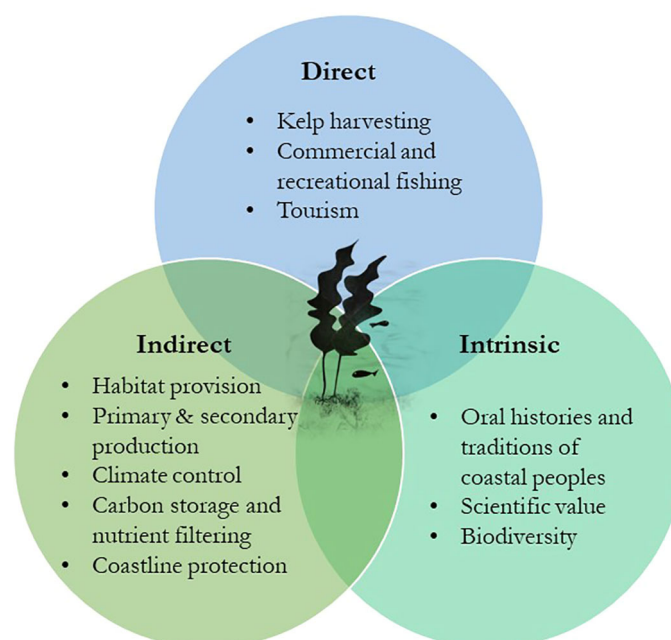 Direct
• Kelp harvesting
• Commercial and
recreational fishing
• Tourism
Indirect
• Habitat provision
• Primary & secondary
production
• Climate control
• Carbon storage and
nutrient filtering
• Coastline protection
Intrinsic
• Oral histories and
traditions of
coastal peoples
• Scientific value
• Biodiversity